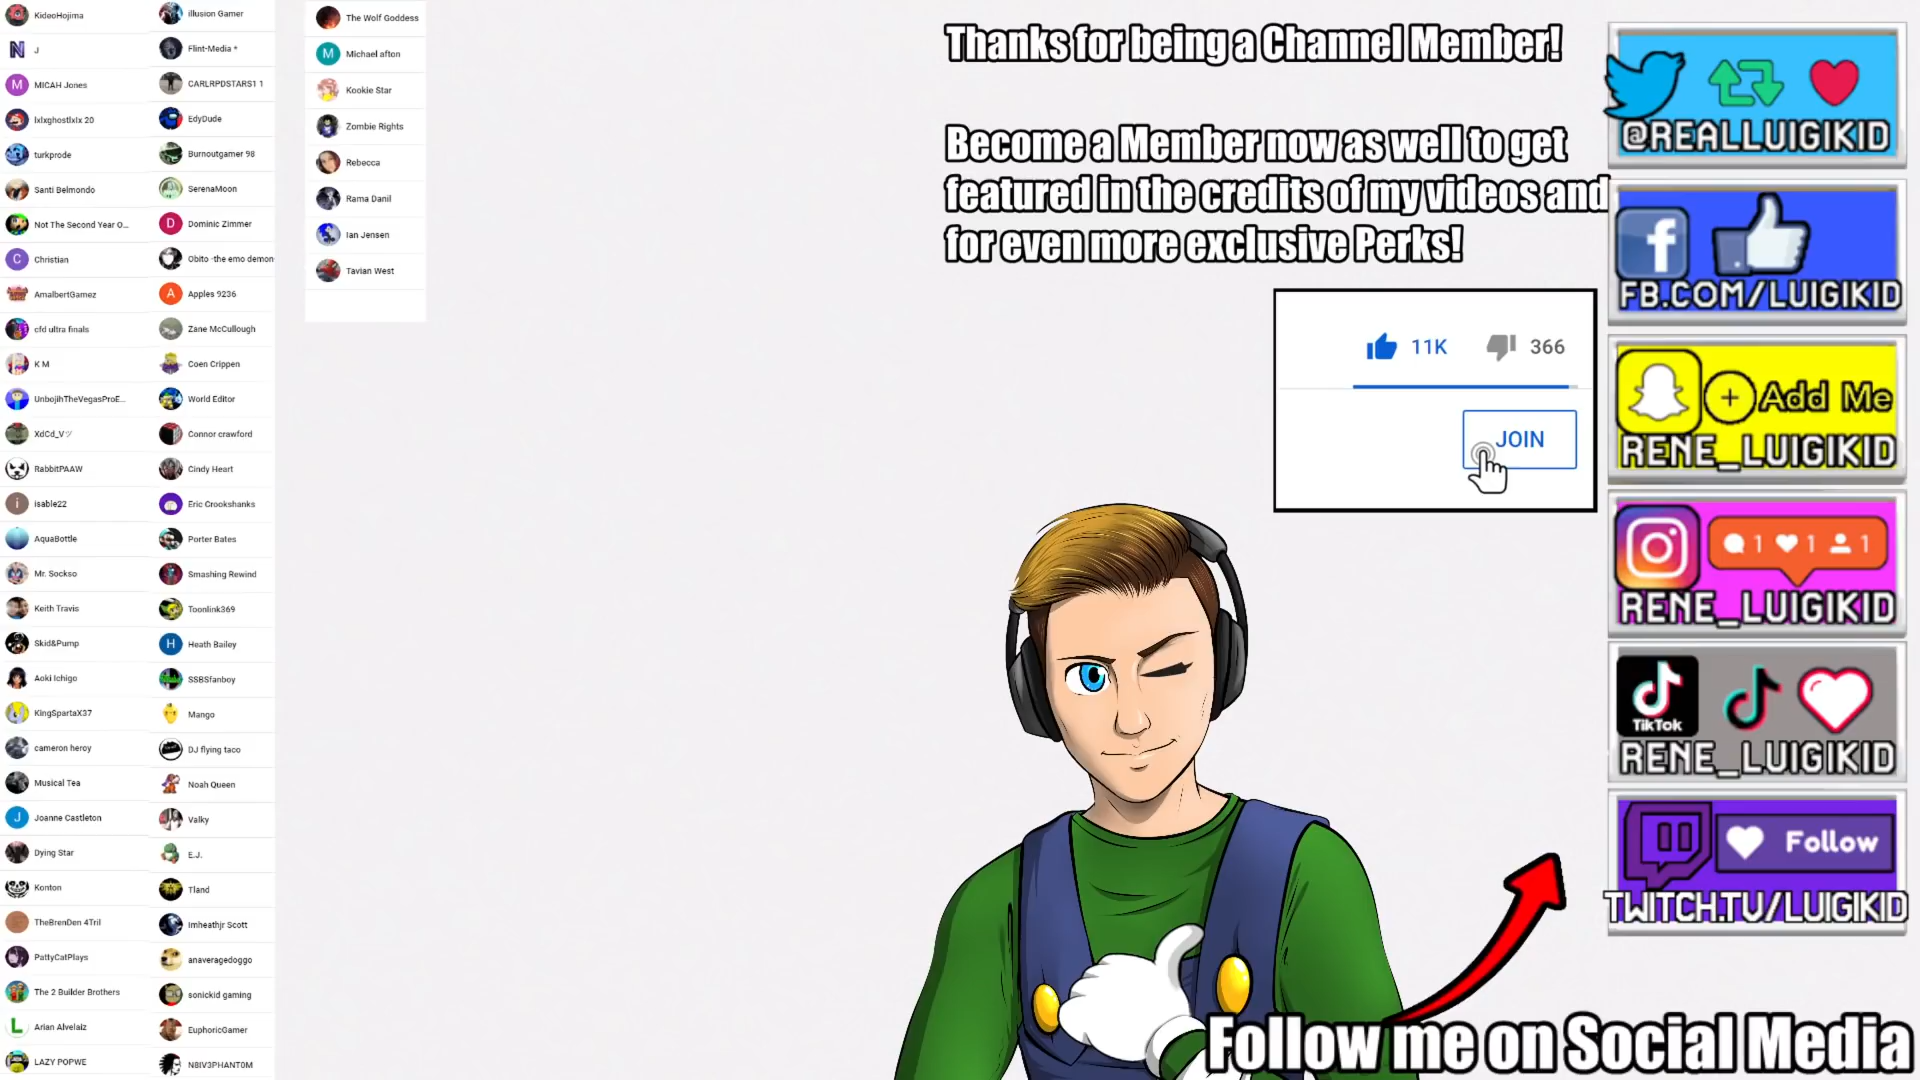 KideoHojima
J
MICAH Jones
lxlxghostlxlx 20
turkprode
Santi Belmondo
Not The Second Year O...
Christian
AmalbertGamez
cfd ultra finals
K M
UnbojihTheVegasProE...
XdCd_Vツ
RabbitPAAW
isable22
AquaBottle
Mr. Sockso
Keith Travis
Skid&Pump
Aoki Ichigo
KingSpartaX37
cameron heroy
Musical Tea
J
Joanne Castleton
Dying Star
Konton
TheBrenDen 4Tril
PattyCatPlays
The 2 Builder Brothers
Arian Alvelaiz
LAZY POPWE
illusion Gamer
Flint-Media *
CARLRPDSTARS1 1
EdyDude
Burnoutgamer 98
SerenaMoon
D
Dominic Zimmer
Obito -the emo demon
A
Apples 9236
Zane McCullough
Coen Crippen
World Editor
Connor crawford
Cindy Heart
Eric Crookshanks
Porter Bates
Smashing Rewind
Toonlink369
H
Heath Bailey
SSBSfanboy
Mango
DJ flying taco
Noah Queen
Valky
E.J.
Tland
Imheathjr Scott
anaveragedoggo
sonickid gaming
EuphoricGamer
N8IV3PHANT0M
The Wolf Goddess
M
Michael afton
Kookie Star
Zombie Rights
Rebecca
Rama Danil
Ian Jensen
Tavian West
Thanks for being a Channel Member!
Become a Member now as well to get
featured in the credits of my videos and
for even more exclusive Perks!
11K 366
JOIN
@REALLUIGIKID
FB.COM/LUIGIKID
+ Add Me
RENE_LUIGIKID
1 1 1
RENE_LUIGIKID
TikTok
RENE_LUIGIKID
Follow
TWITCH.TV/LUIGIKID
Follow me on Social Media